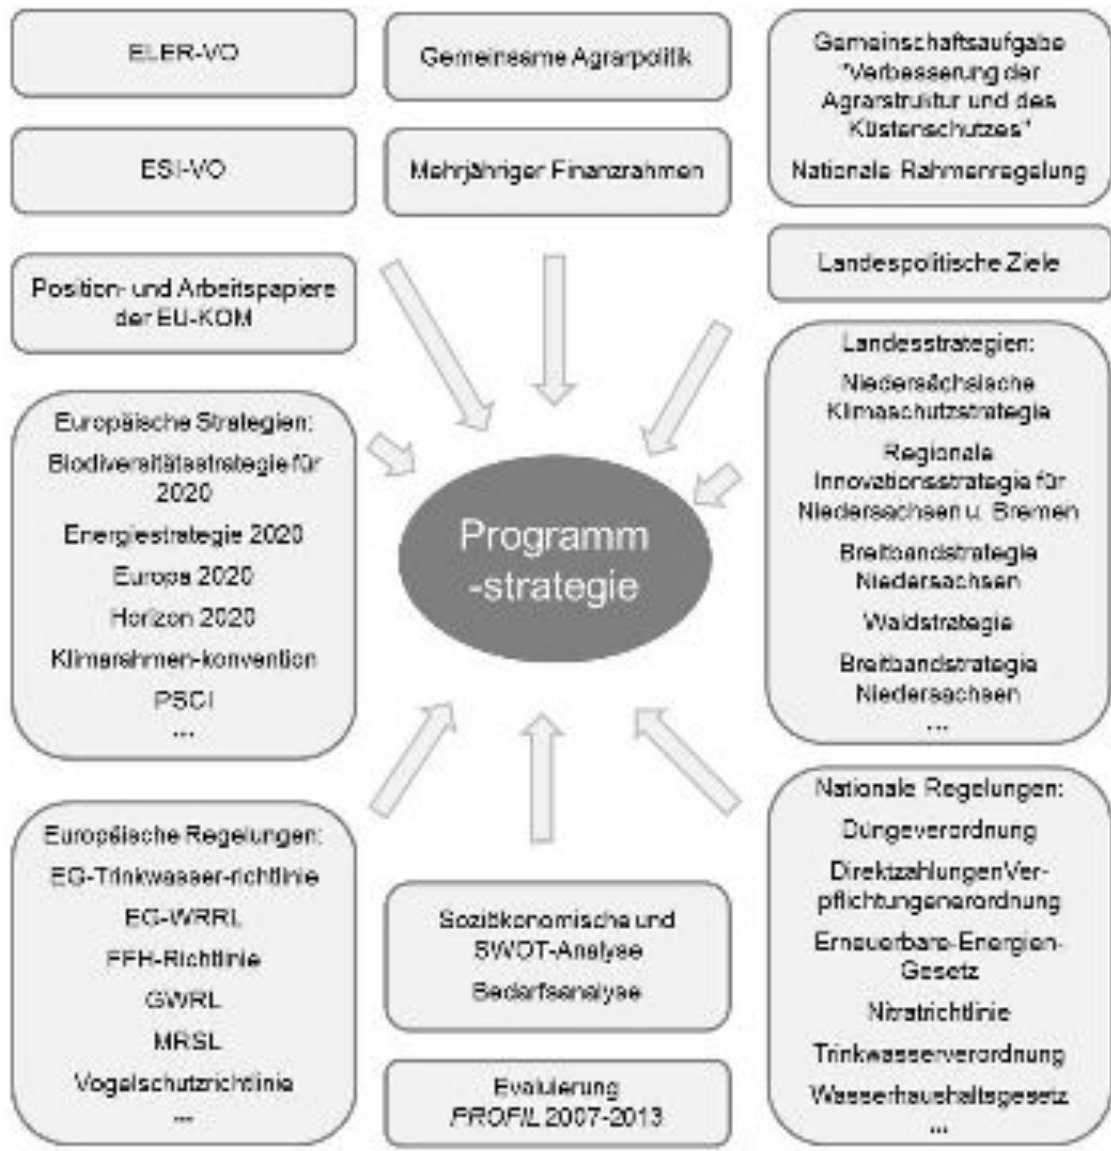 ELER-VO
ESI-VO
Position- und Arbeitspapiere
der EU-KOM
Europäische Strategien:
Biodiversitätsstrategie für
2020
Energiestrategie 2020
Europa 2020
Horizon 2020
Klimarahmen-konvention
PSCI
...
Europäische Regelungen:
EG-Trinkwasser-richtlinie
EG-WRRL
FFH-Richtlinie
GWRL
MRSL
Vogelschutzrichtlinie
...
Gemeinsame Agrarpolitik
Mehrjähriger Finanzrahmen
Programm
-strategie
Soziökonomische und
SWOT-Analyse
Bedarfsanalyse
Evaluierung
PROFIL 2007-2013
Gemeinschaftsaufgabe
"Verbesserung der
Agrarstruktur und des
Küstenschutzes"
Nationale Rahmenregelung
Landespolitische Ziele
Landesstrategien:
Niedersächsische
Klimaschutzstrategie
Regionale
Innovationsstrategie für
Niedersachsen u. Bremen
Breitbandstrategie
Niedersachsen
Waldstrategie
Breitbandstrategie
Niedersachsen
...
Nationale Regelungen:
Düngeverordnung
DirektzahlungenVer-
pflichtungenerordnung
Erneuerbare-Energien-
Gesetz
Nitratrichtlinie
Trinkwasserverordnung
Wasserhaushaltsgesetz
...